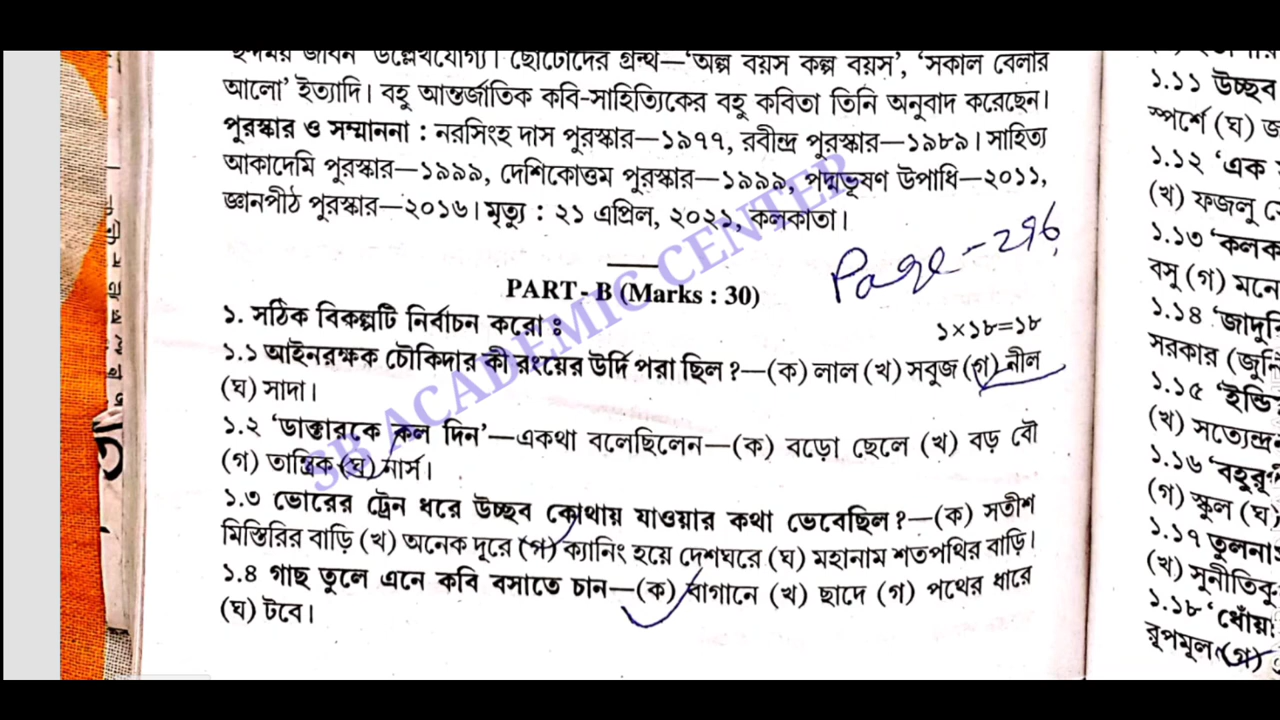 জীবন উল্লেখযোগ্য। ছোটোদের গ্রন্থ—‘অল্প বয়স কল্প বয়স’, ‘সকাল বেলার
আলো’ ইত্যাদি। বহু আন্তর্জাতিক কবি-সাহিত্যিকের বহু কবিতা তিনি অনুবাদ করেছেন।
পুরস্কার ও সম্মাননা : নরসিংহ দাস পুরস্কার—১৯৭৭, রবীন্দ্র পুরস্কার—১৯৮৯। সাহিত্য
আকাদেমি পুরস্কার—১৯৯৯, দেশিকোত্তম পুরস্কার—১৯৯৯, পদ্মভূষণ উপাধি—২০১১,
জ্ঞানপীঠ পুরস্কার—২০১৬। মৃত্যু : ২১ এপ্রিল, ২০২১, কলকাতা।
Page - 296
PART - B (Marks : 30)
১. সঠিক বিকল্পটি নির্বাচন করো ঃ ১×১৮=১৮
১.১ আইনরক্ষক চৌকিদার কী রংয়ের উর্দি পরা ছিল ?—(ক) লাল (খ) সবুজ (গ) নীল
(ঘ) সাদা।
১.২ ‘ডাক্তারকে কল দিন’—একথা বলেছিলেন—(ক) বড়ো ছেলে (খ) বড় বৌ
(গ) তান্ত্রিক (ঘ) নার্স।
১.৩ ভোরের ট্রেন ধরে উচ্ছব কোথায় যাওয়ার কথা ভেবেছিল ?—(ক) সতীশ
মিস্তিরির বাড়ি (খ) অনেক দূরে (গ) ক্যানিং হয়ে দেশঘরে (ঘ) মহানাম শতপথির বাড়ি।
১.৪ গাছ তুলে এনে কবি বসাতে চান—(ক) বাগানে (খ) ছাদে (গ) পথের ধারে
(ঘ) টবে।
SB ACADEMIC CENTER
১.১১ উচ্ছব
স্পর্শে (ঘ)
১.১২ ‘এক
(খ) ফজলু
১.১৩ ‘কলক
বসু (গ) মনে
১.১৪ ‘জাদু
সরকার (জুনি
১.১৫ ‘ইন্ডি
(খ) সত্যেন্দ্র
১.১৬ ‘বহুরূপী
(গ) স্কুল (ঘ)
১.১৭ তুলনা
(খ) সুনীতিকু
১.১৮ ‘ধোঁয়া
রূপমূল (গ)